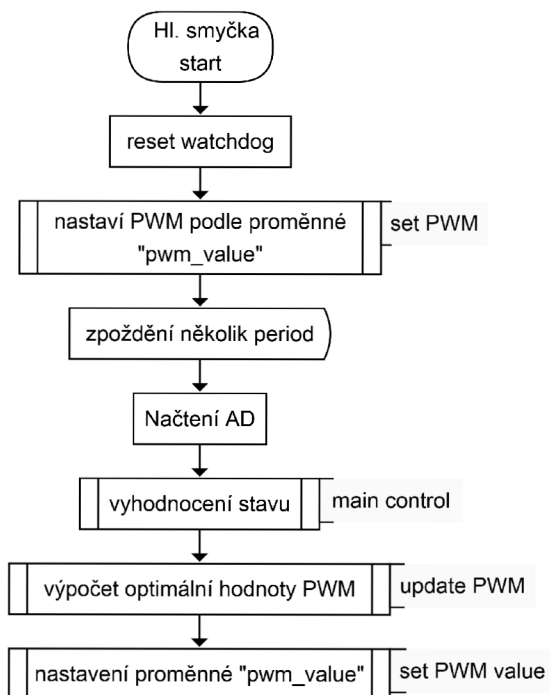 Hl. smyčka
start
reset watchdog
nastaví PWM podle proměnné
"pwm_value"
set PWM
zpoždění několik period
Načtení AD
vyhodnocení stavu
main control
výpočet optimální hodnoty PWM
update PWM
nastavení proměnné "pwm_value"
set PWM value